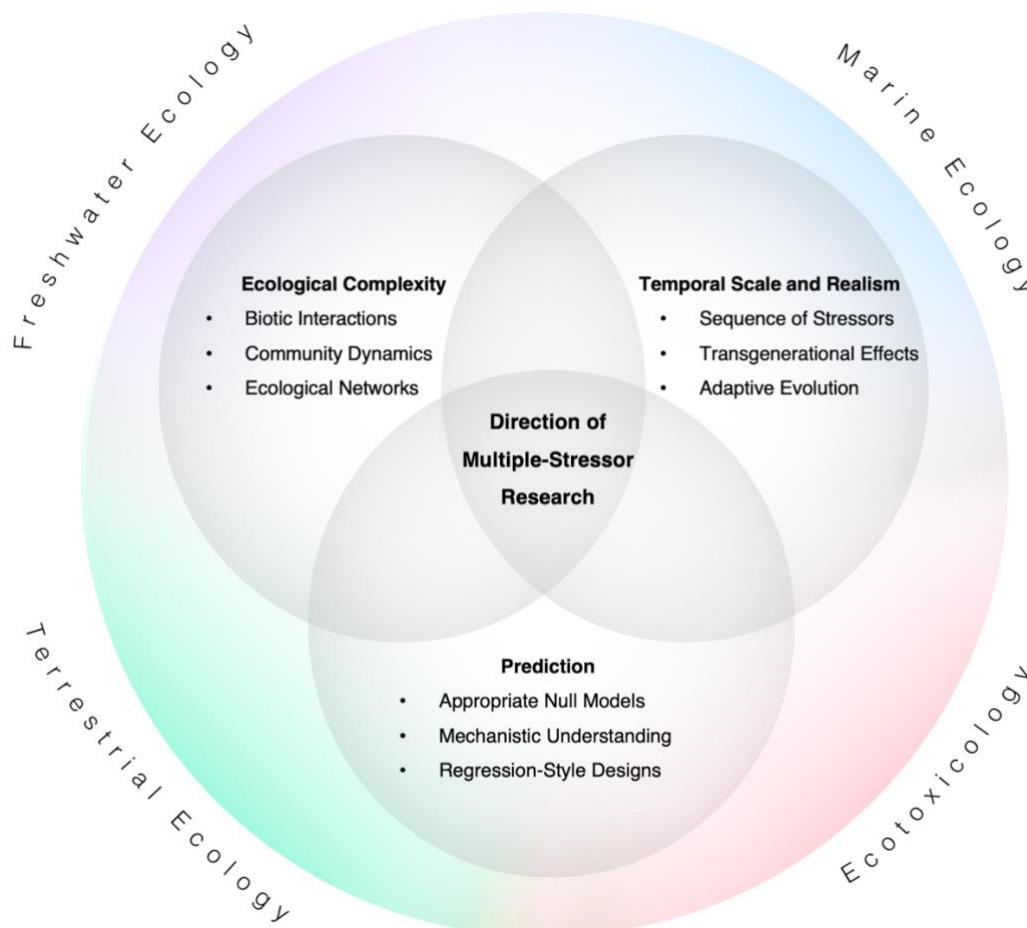 Freshwater Ecology
Marine Ecology
Ecological Complexity
• Biotic Interactions
• Community Dynamics
• Ecological Networks
Temporal Scale and Realism
• Sequence of Stressors
• Transgenerational Effects
• Adaptive Evolution
Direction of
Multiple-Stressor
Research
Prediction
• Appropriate Null Models
• Mechanistic Understanding
• Regression-Style Designs
Terrestrial Ecology
Ecotoxicology